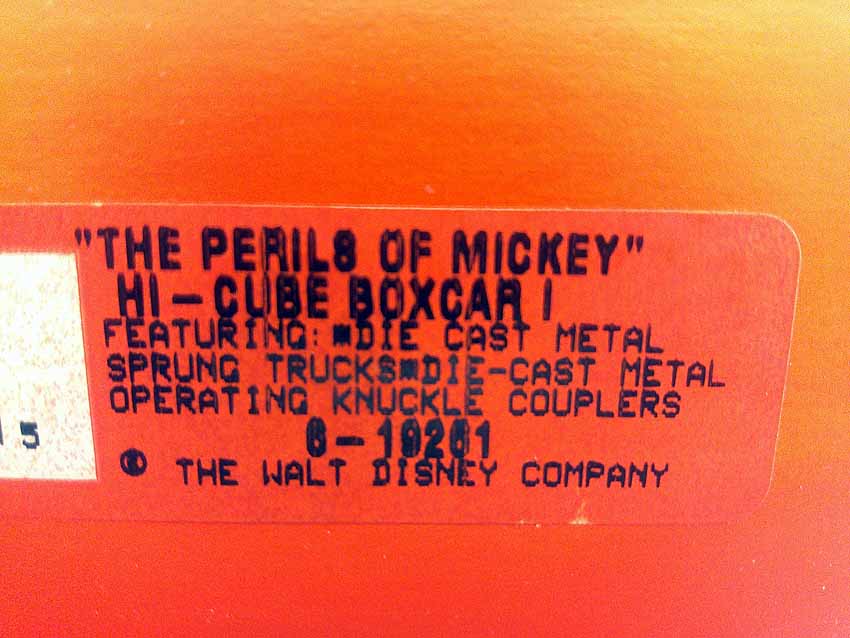 "THE PERILS OF MICKEY"
HI-CUBE BOXCAR I
FEATURING: *DIE CAST METAL
SPRUNG TRUCKS*DIE-CAST METAL
OPERATING KNUCKLE COUPLERS
6-19261
5
© THE WALT DISNEY COMPANY